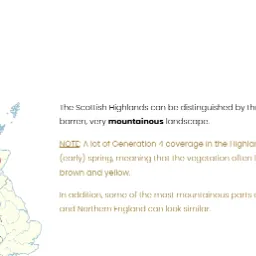 The Scottish Highlands can be distinguished by
barren, very mountainous landscape.
NOTE: A lot of Generation 4 coverage in the
(early) spring, meaning that the vegetation often
brown and yellow.
In addition, some of the most mountainous parts
and Northern England can look similar.